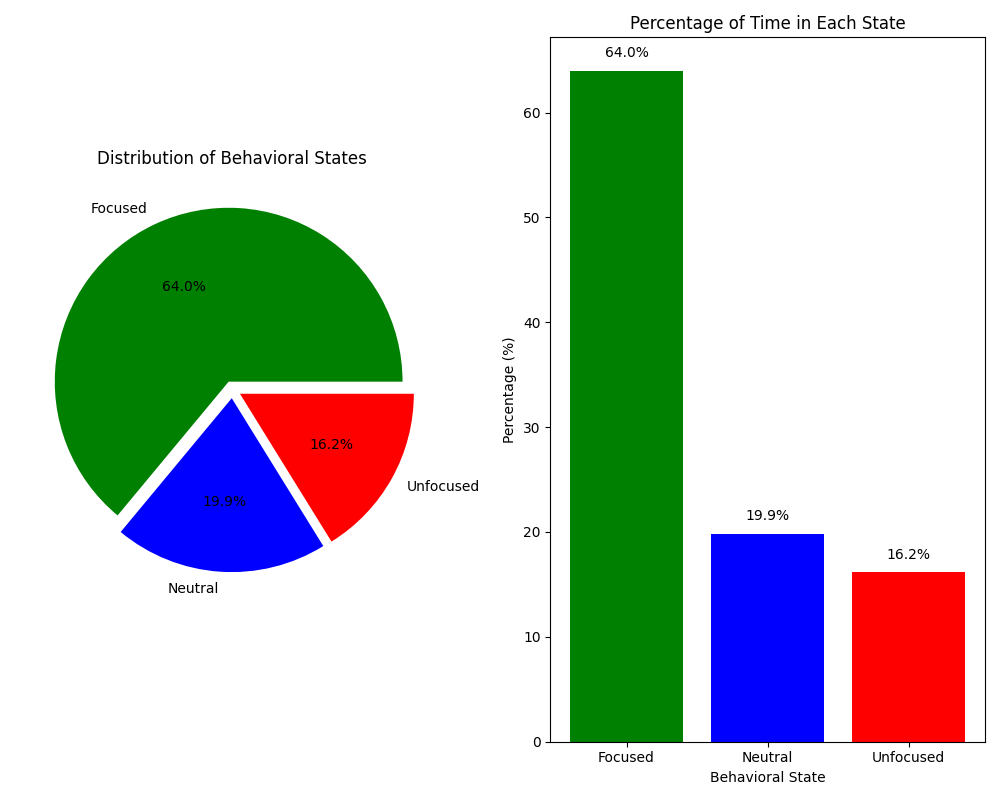 Distribution of Behavioral States
Focused
64.0%
19.9%
16.2%
Unfocused
Neutral
Percentage of Time in Each State
64.0%
19.9%
16.2%
Percentage (%)
60
50
40
30
20
10
0
Focused
Neutral
Unfocused
Behavioral State